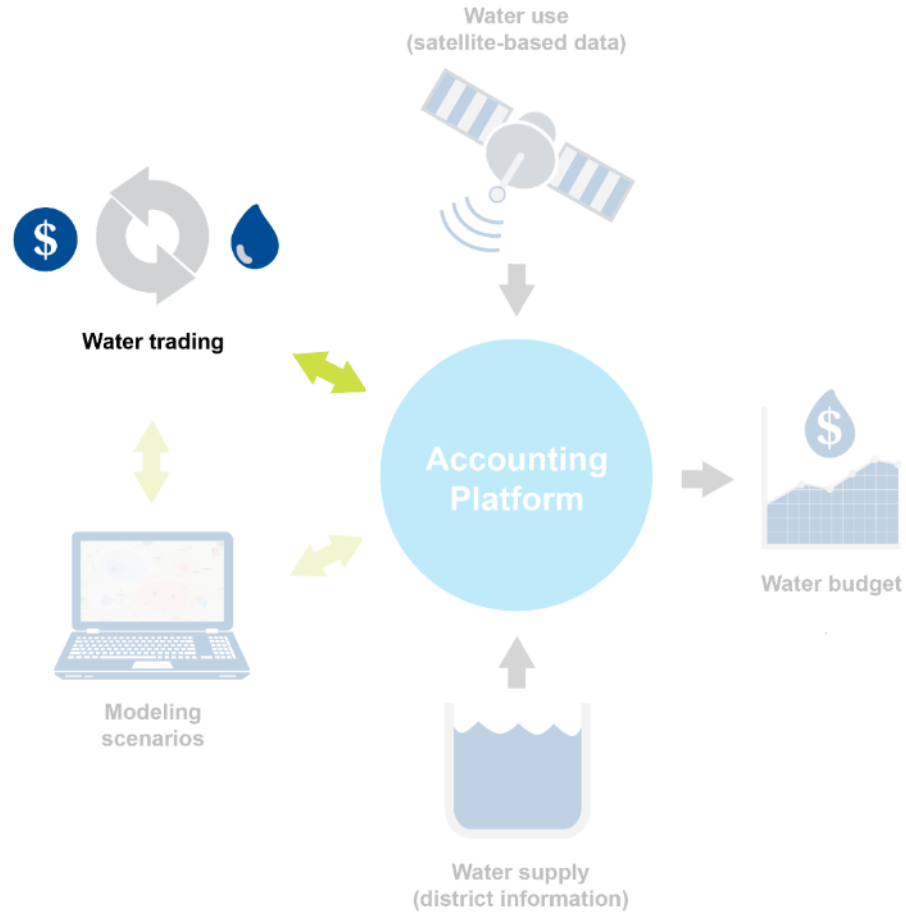 Water use
(satellite-based data)
$
Water trading
Accounting
Platform
$
Water budget
Modeling
scenarios
Water supply
(district information)